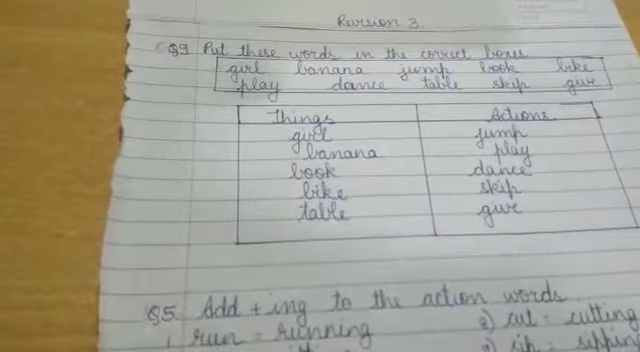 Revision 3
Q9 Put these words in the correct boxes
girl banana jump book bike
play dance table skip give
Things Actions
girl jump
banana play
book dance
bike skip
table give
Q5 Add + ing to the action words
1 run = running 2) cut = cutting
sipping